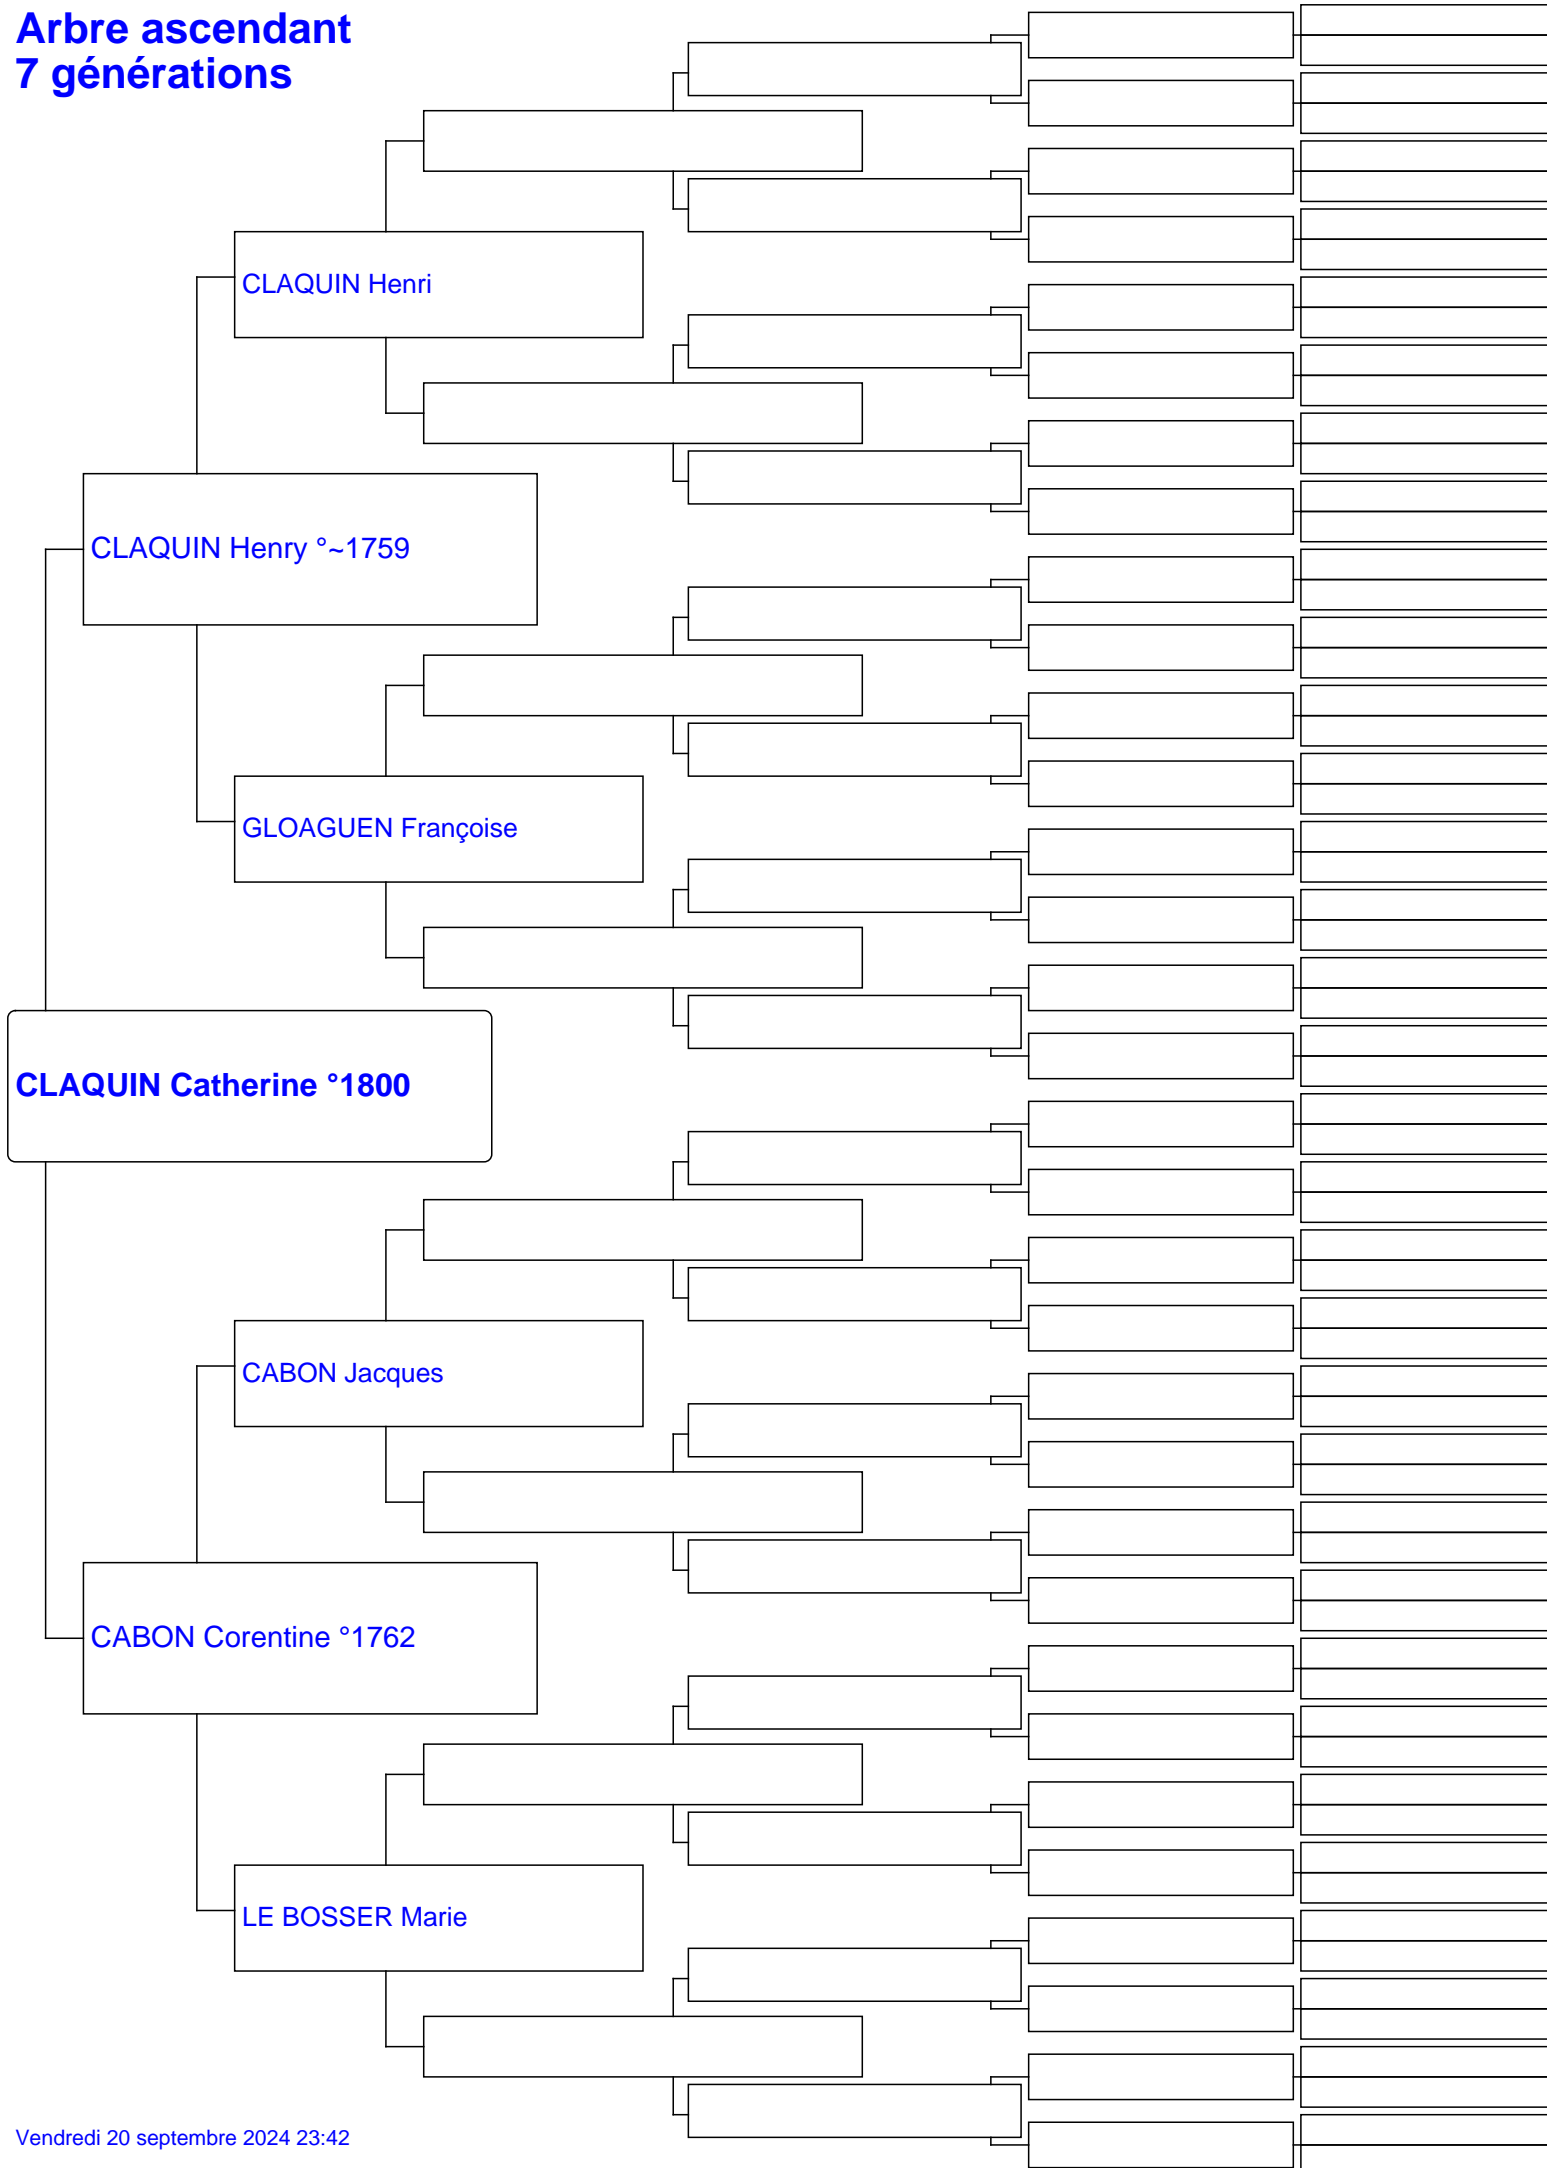 Arbre ascendant
7 générations
CLAQUIN Henri
CLAQUIN Henry °~1759
GLOAGUEN Françoise
CLAQUIN Catherine °1800
CABON Jacques
CABON Corentine °1762
LE BOSSER Marie
Vendredi 20 septembre 2024 23:42